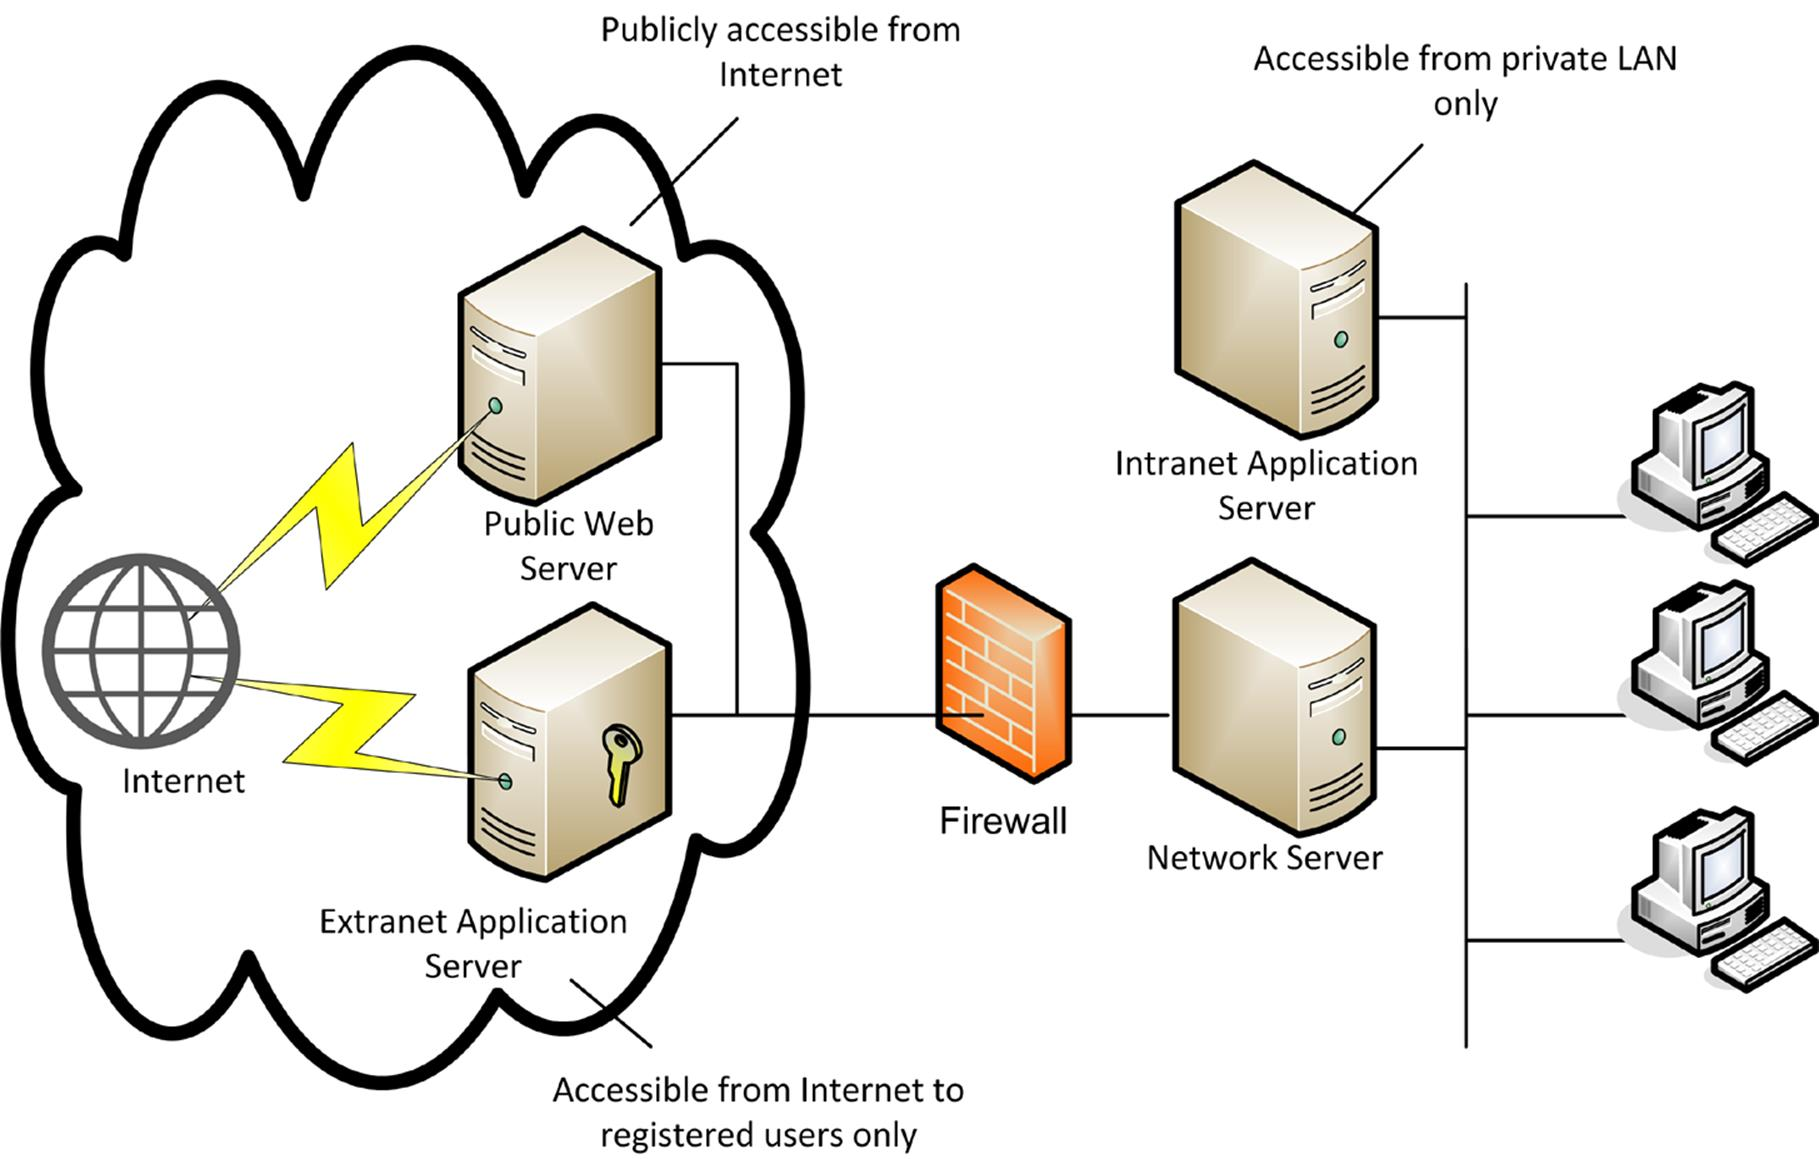 Publicly accessible from
Internet
Accessible from private LAN
only
Public Web
Server
Intranet Application
Server
Internet
Firewall
Network Server
Extranet Application
Server
Accessible from Internet to
registered users only